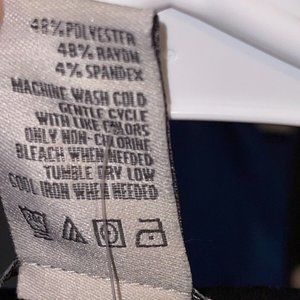 48% POLYESTER
48% RAYON
4% SPANDEX
MACHINE WASH COLD
GENTLE CYCLE
WITH LIKE COLORS
ONLY NON-CHLORINE
BLEACH WHEN NEEDED
TUMBLE DRY LOW
COOL IRON WHEN NEEDED